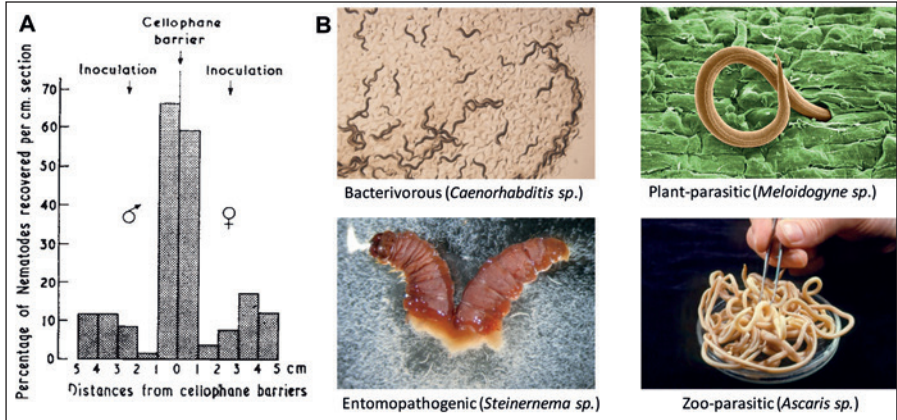 A
Cellophane
barrier
Inoculation
Inoculation
Percentage of Nematodes recovered per cm. section
70
60
50
40
30
20
10
0
♂
♀
5 4 3 2 1 0 1 2 3 4 5 cm
Distances from cellophane barriers
B
Bacterivorous (Caenorhabditis sp.)
Plant-parasitic (Meloidogyne sp.)
Entomopathogenic (Steinernema sp.)
Zoo-parasitic (Ascaris sp.)